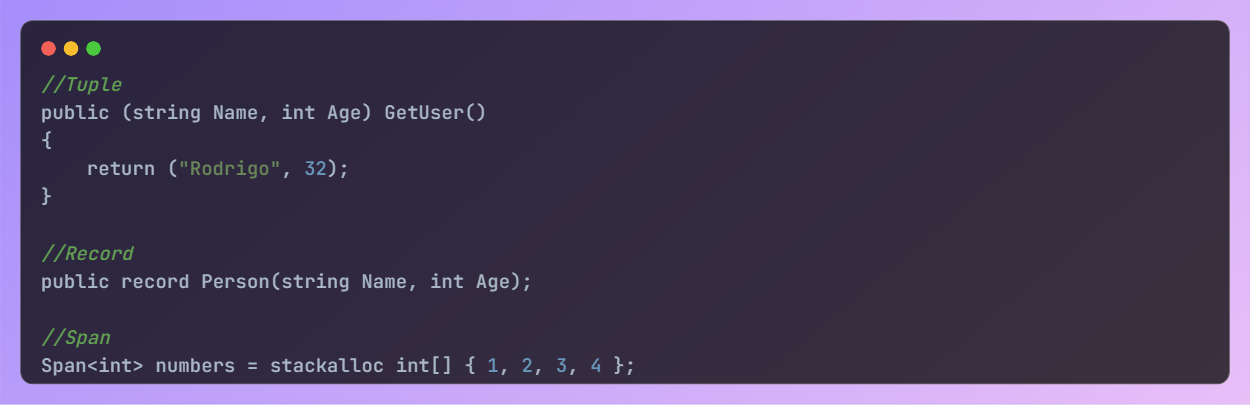 //Tuple
public (string Name, int Age) GetUser()
{
    return ("Rodrigo", 32);
}

//Record
public record Person(string Name, int Age);

//Span
Span<int> numbers = stackalloc int[] { 1, 2, 3, 4 };